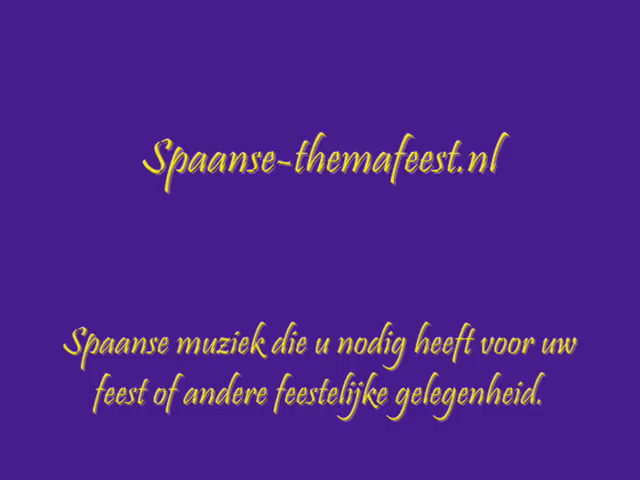 Spaanse-themafeest.nl
Spaanse muziek die u nodig heeft voor uw
feest of andere feestelijke gelegenheid.